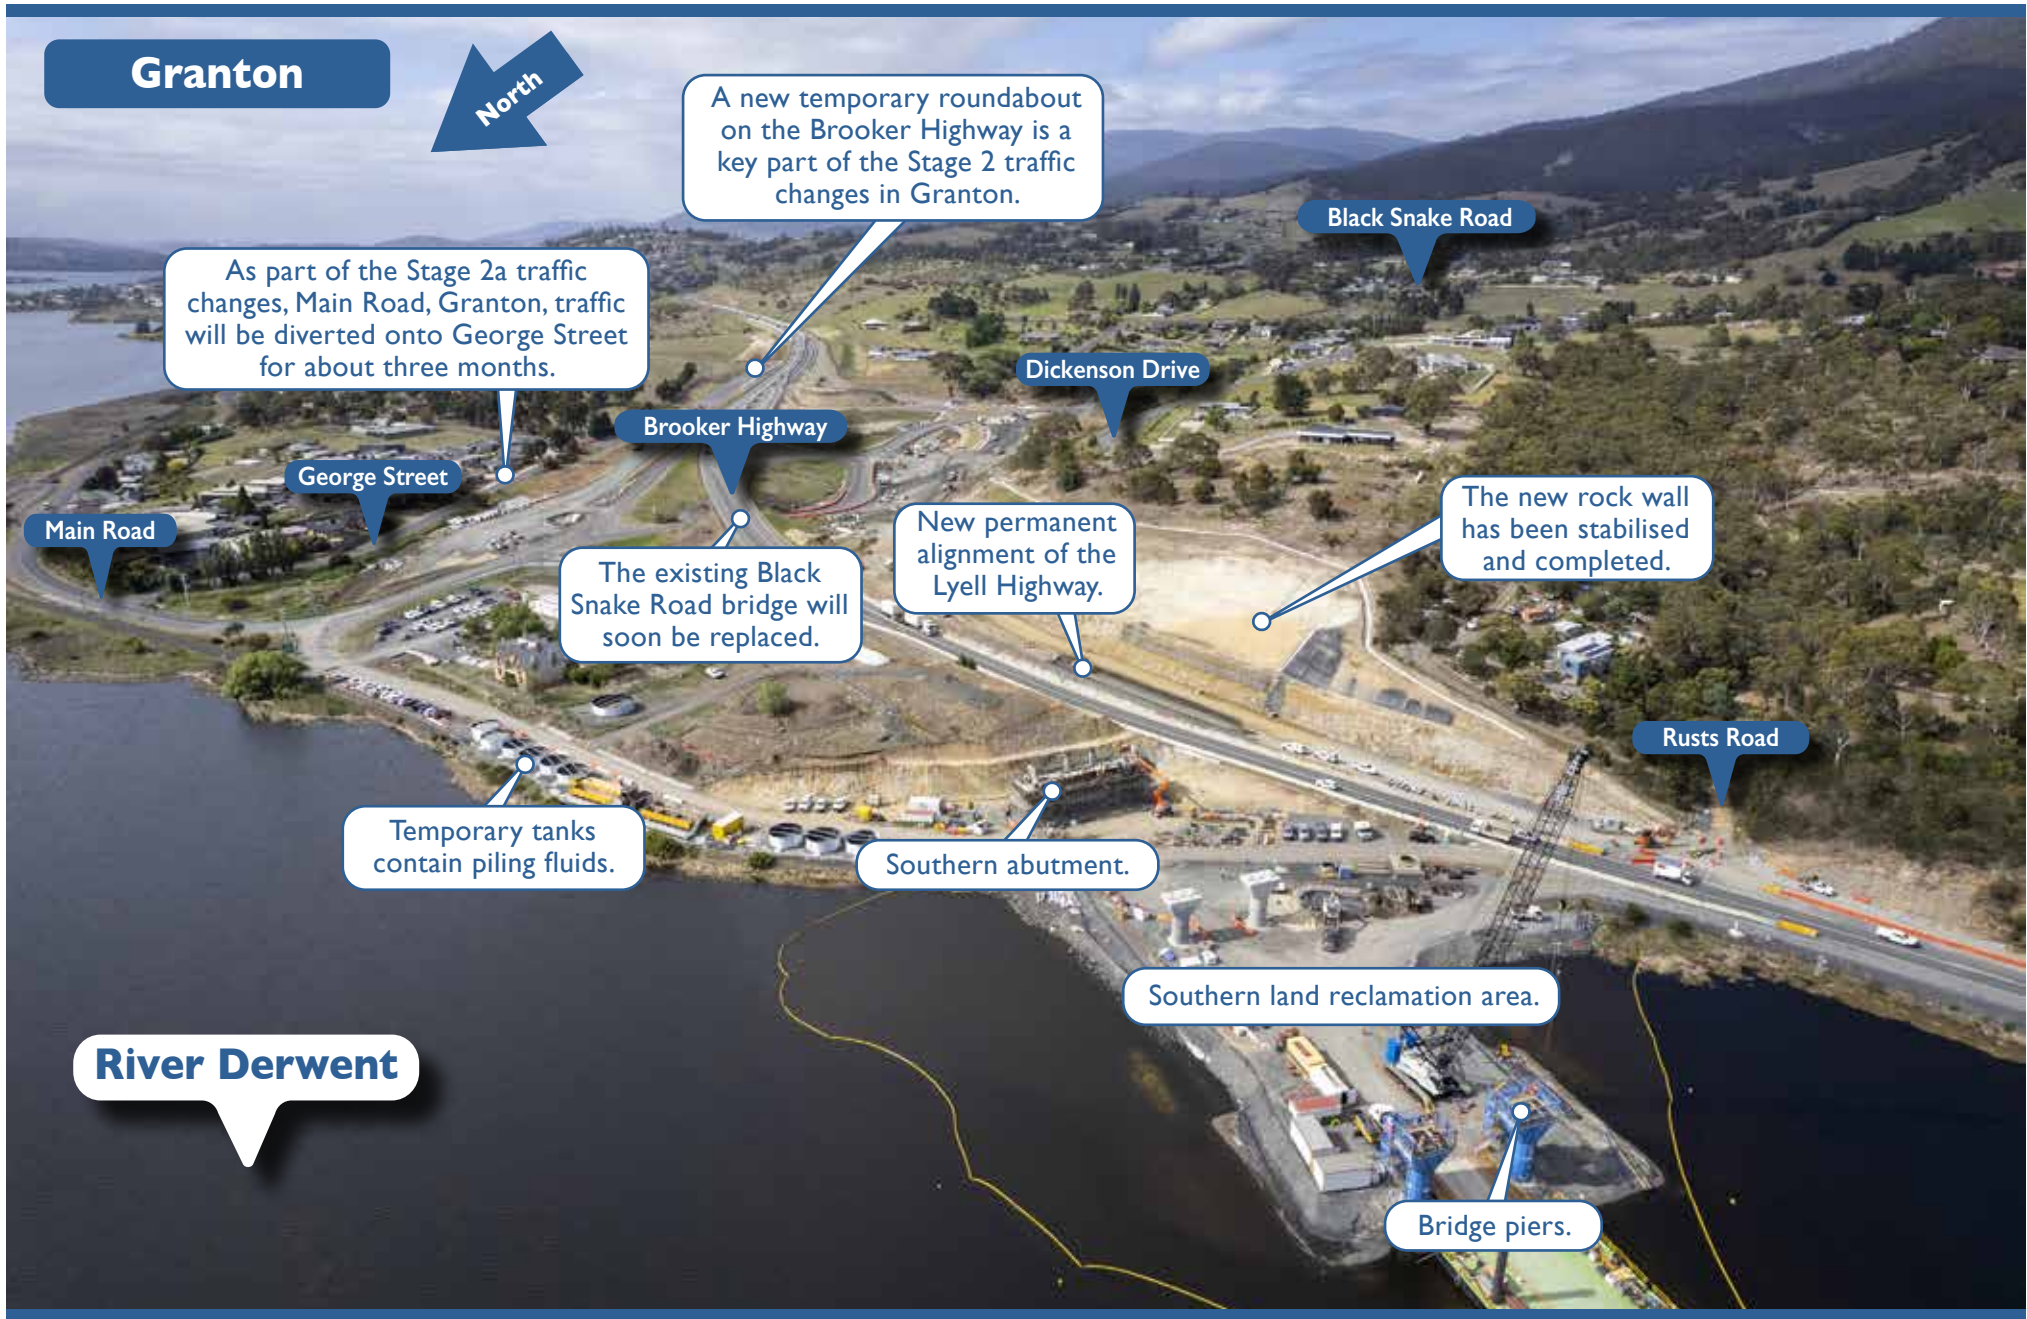 Granton
North
A new temporary roundabout
on the Brooker Highway is a
key part of the Stage 2 traffic
changes in Granton.
Black Snake Road
As part of the Stage 2a traffic
changes, Main Road, Granton, traffic
will be diverted onto George Street
for about three months.
Dickenson Drive
Brooker Highway
George Street
Main Road
The new rock wall
has been stabilised
and completed.
New permanent
alignment of the
Lyell Highway.
The existing Black
Snake Road bridge will
soon be replaced.
Rusts Road
Temporary tanks
contain piling fluids.
Southern abutment.
Southern land reclamation area.
River Derwent
Bridge piers.